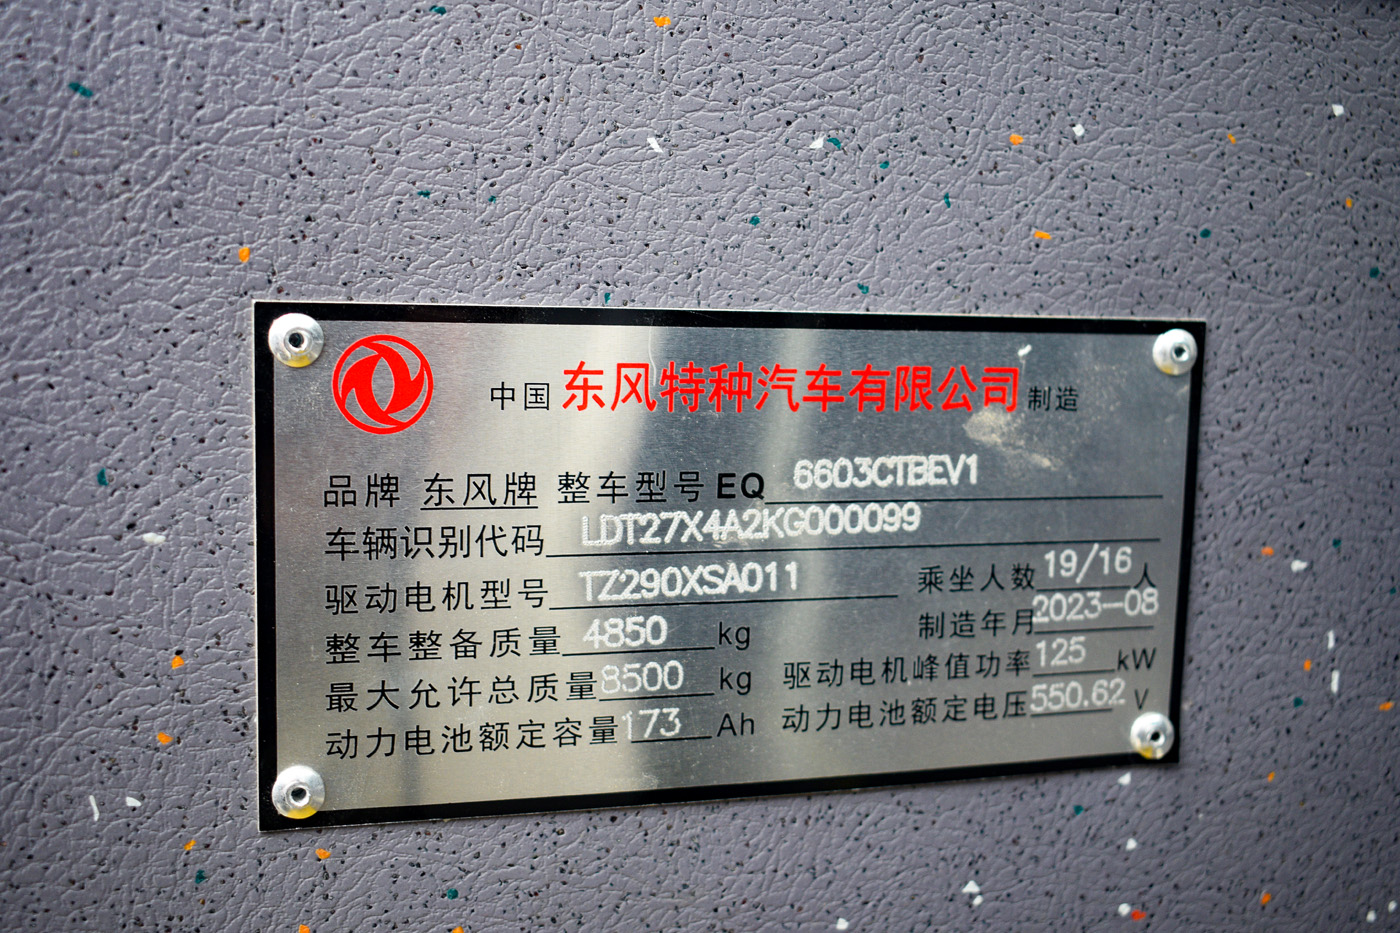 中国东风特种汽车有限公司制造
品牌 东风牌 整车型号EQ 6603CTBEV1
车辆识别代码 LDT27X4A2KG000099
驱动电机型号 TZ290XSA011 乘坐人数 19/16 人
整车整备质量 4850 kg 制造年月 2023-08
最大允许总质量 8500 kg 驱动电机峰值功率 125 kW
动力电池额定容量 173 Ah 动力电池额定电压 550.62 V